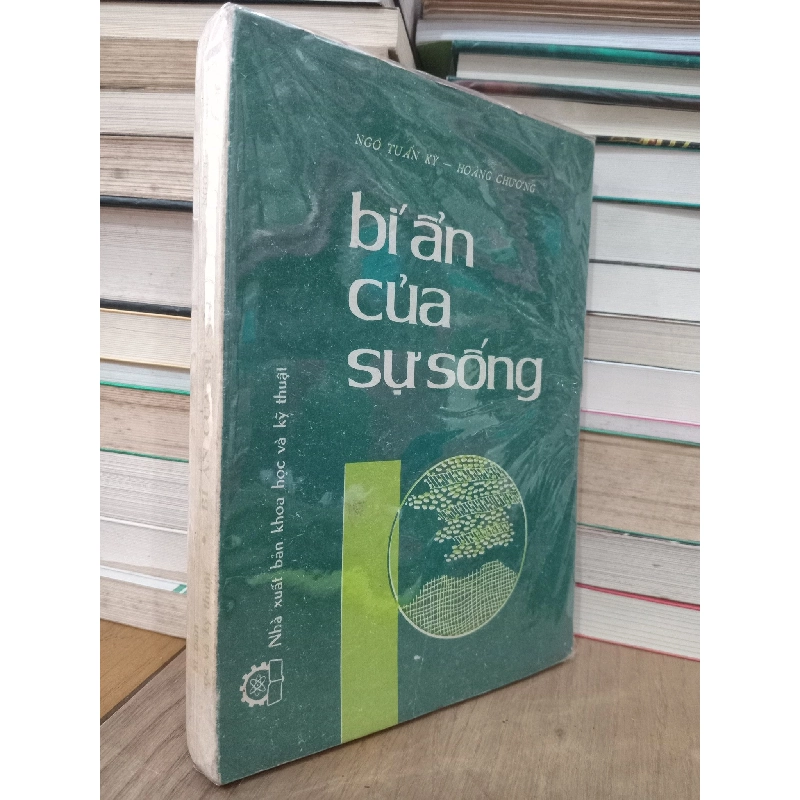 NGÔ TUẤN KỲ – HOÀNG CHƯƠNG
bí ẩn
của
sự sống
Nhà xuất bản khoa học và kỹ thuật